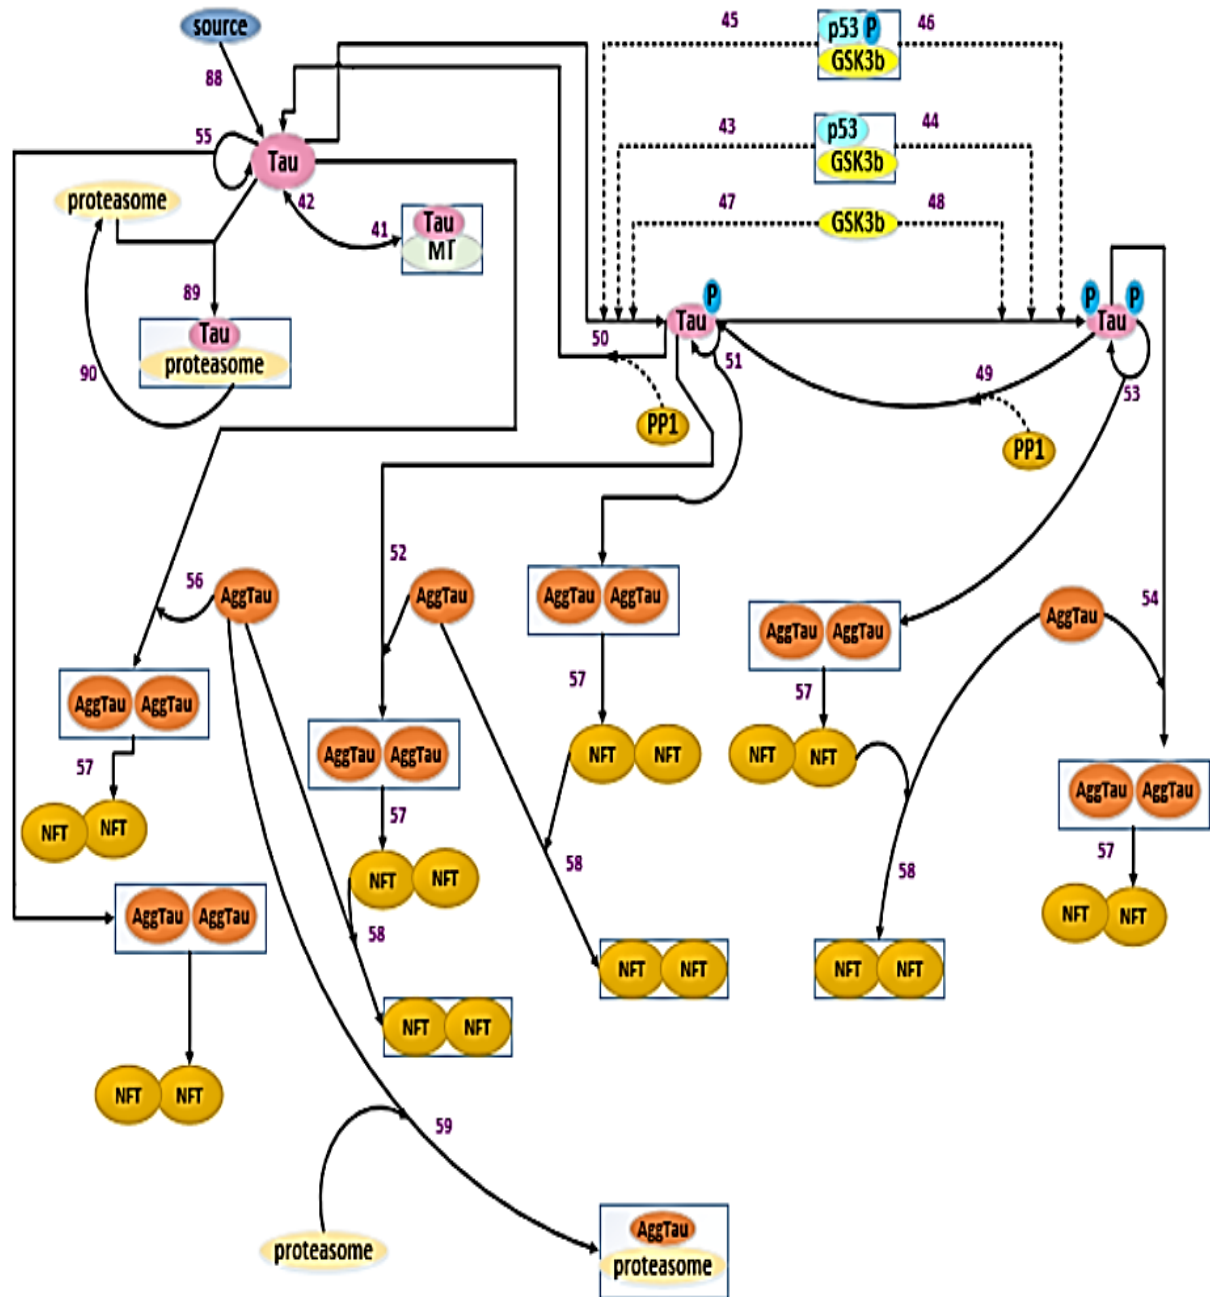 source
88
45
p53 P
46
GSK3b
55
Tau
43
p53
44
GSK3b
proteasome
42
41
Tau
MT
47
GSK3b
48
89
Tau
proteasome
90
P
Tau
50
51
PP1
P P
Tau
49
53
PP1
56
AggTau
52
AggTau
AggTau AggTau
57
AggTau AggTau
57
AggTau
54
AggTau AggTau
57
NFT NFT
AggTau AggTau
57
NFT NFT
58
NFT NFT
NFT NFT
58
AggTau AggTau
57
NFT NFT
AggTau AggTau
NFT NFT
58
NFT NFT
NFT NFT
NFT NFT
NFT NFT
59
proteasome
AggTau
proteasome